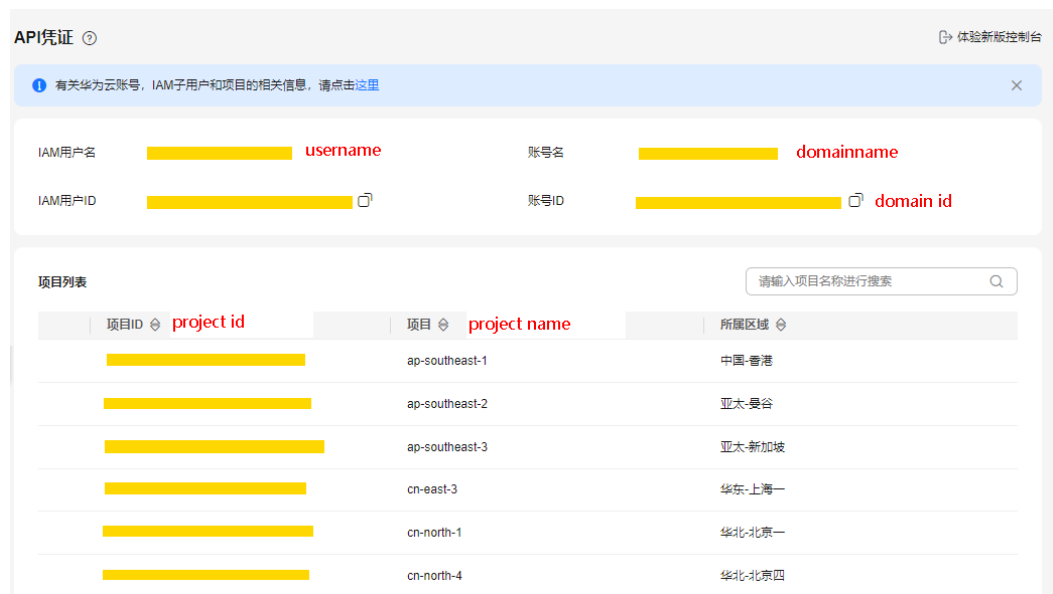 API凭证
体验新版控制台
有关华为云账号，IAM子用户和项目的相关信息，请点击这里
IAM用户名 username 账号名 domainname
IAM用户ID 账号ID domain id
项目列表 请输入项目名称进行搜索
项目ID project id 项目 project name 所属区域
ap-southeast-1 中国-香港
ap-southeast-2 亚太-曼谷
ap-southeast-3 亚太-新加坡
cn-east-3 华东-上海一
cn-north-1 华北-北京一
cn-north-4 华北-北京四